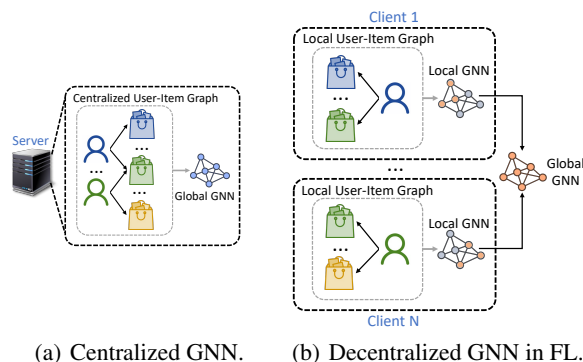 Server
Centralized User-Item Graph
...
...
...
Global GNN
Client 1
Local User-Item Graph
...
Local GNN
...
Global
GNN
Local User-Item Graph
...
Local GNN
Client N
(a) Centralized GNN.
(b) Decentralized GNN in FL.